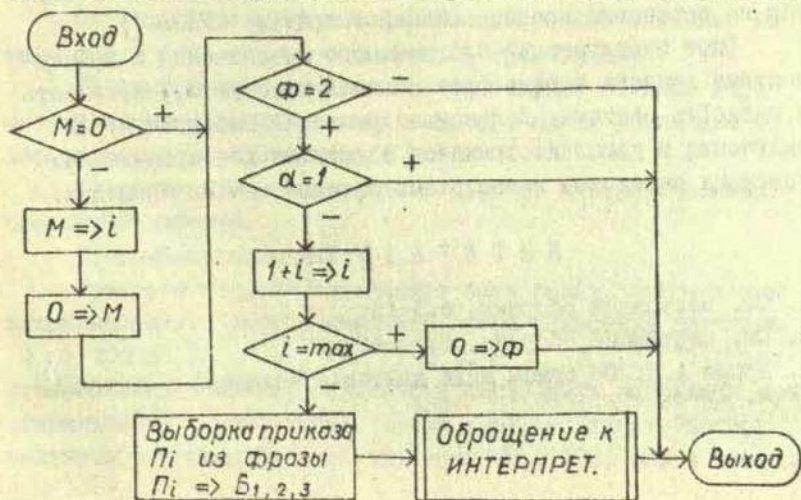 Вход
М=0
+
−
М=>i
0=>М
Ф=2
−
+
α=1
+
−
1+i=>i
i=max
+
0=>Ф
Выборка приказа
Пi из фразы
Пi => Б1,2,3
Обращение к
ИНТЕРПРЕТ.
Выход